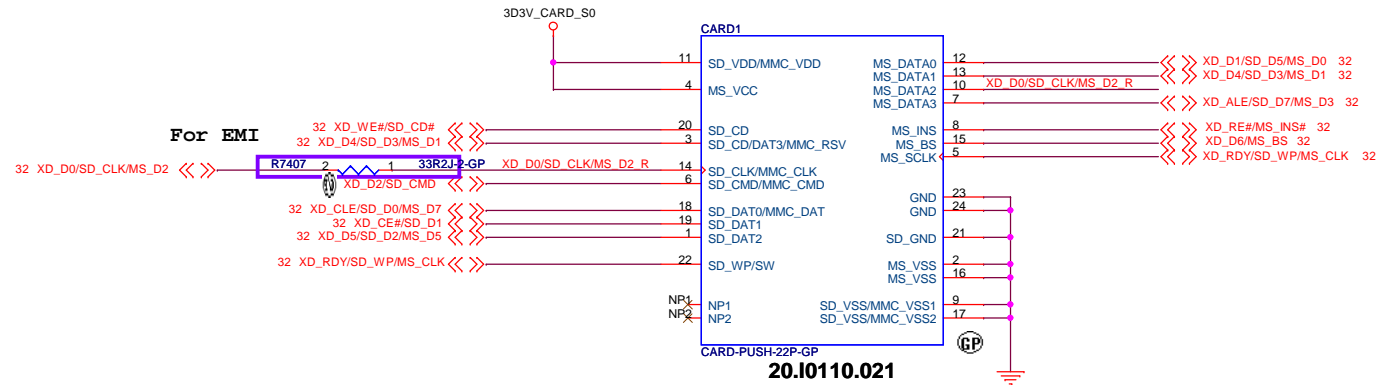 3D3V_CARD_S0
CARD1
11 SD_VDD/MMC_VDD
4 MS_VCC
20 SD_CD
3 SD_CD/DAT3/MMC_RSV
14 SD_CLK/MMC_CLK
6 SD_CMD/MMC_CMD
18 SD_DAT0/MMC_DAT
19 SD_DAT1
1 SD_DAT2
22 SD_WP/SW
NP1 NP1
NP2 NP2
MS_DATA0 12
MS_DATA1 13
MS_DATA2 10
MS_DATA3 7
MS_INS 8
MS_BS 15
MS_SCLK 5
GND 23
GND 24
SD_GND 21
MS_VSS 2
MS_VSS 16
SD_VSS/MMC_VSS1 9
SD_VSS/MMC_VSS2 17
For EMI
32 XD_WE#/SD_CD#
32 XD_D4/SD_D3/MS_D1
32 XD_D0/SD_CLK/MS_D2
R7407 2 1 33R2J-2-GP
XD_D0/SD_CLK/MS_D2_R
XD_D2/SD_CMD
32 XD_CLE/SD_D0/MS_D7
32 XD_CE#/SD_D1
32 XD_D5/SD_D2/MS_D5
32 XD_RDY/SD_WP/MS_CLK
XD_D1/SD_D5/MS_D0 32
XD_D4/SD_D3/MS_D1 32
XD_D0/SD_CLK/MS_D2_R
XD_ALE/SD_D7/MS_D3 32
XD_RE#/MS_INS# 32
XD_D6/MS_BS 32
XD_RDY/SD_WP/MS_CLK 32
GP
CARD-PUSH-22P-GP
20.I0110.021